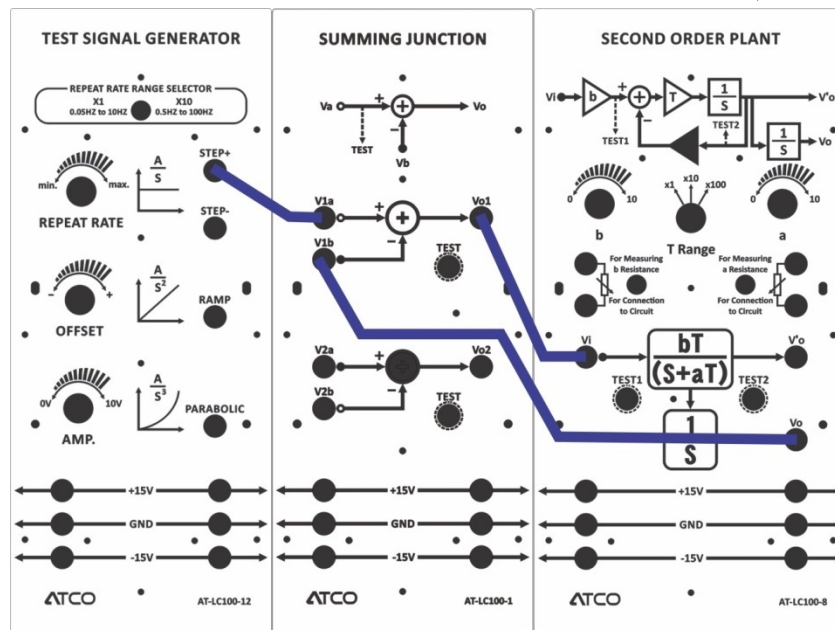 TEST SIGNAL GENERATOR
REPEAT RATE RANGE SELECTOR
X1
0.05HZ to 10HZ
X10
0.5HZ to 100HZ
min.
max.
REPEAT RATE
A
S
STEP+
STEP-
-
+
OFFSET
A
S²
RAMP
0V
10V
AMP.
A
S³
PARABOLIC
+15V
GND
-15V
ATCO
AT-LC100-12
SUMMING JUNCTION
Va
+
+
Vo
-
TEST
Vb
V1a
+
+
Vo1
V1b
-
TEST
V2a
+
Vo2
V2b
-
TEST
+15V
GND
-15V
ATCO
AT-LC100-1
SECOND ORDER PLANT
Vi
b
+
+
T
1
S
V'o
-
TEST1
TEST2
1
S
Vo
0
10
b
x1
x10
x100
T Range
0
10
a
For Measuring
b Resistance
For Connection
to Circuit
For Measuring
a Resistance
For Connection
to Circuit
Vi
bT
(S+aT)
V'o
TEST1
TEST2
1
S
Vo
+15V
GND
-15V
ATCO
AT-LC100-8